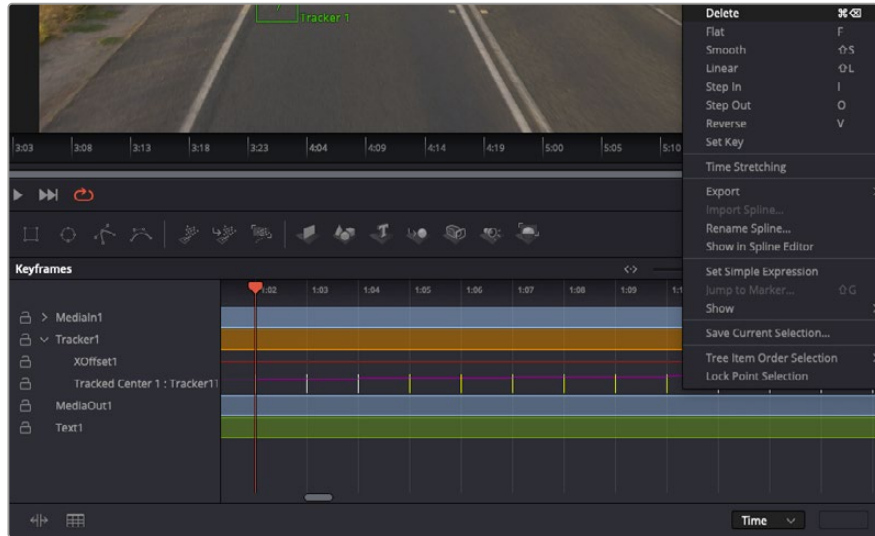 Tracker 1
Delete ⌘⌫
Flat F
Smooth ⇧S
Linear ⇧L
Step In I
Step Out O
Reverse V
Set Key
Time Stretching
Export
Import Spline...
Rename Spline...
Show in Spline Editor
Set Simple Expression
Jump to Marker... ⇧G
Show
Save Current Selection...
Tree Item Order Selection
Lock Point Selection
3:03 3:08 3:13 3:18 3:23 4:04 4:09 4:14 4:19 5:00 5:05 5:10
Keyframes
1:02 1:03 1:04 1:05 1:06 1:07 1:08 1:09
MediaIn1
Tracker1
XOffset1
Tracked Center 1 : Tracker1
MediaOut1
Text1
Time